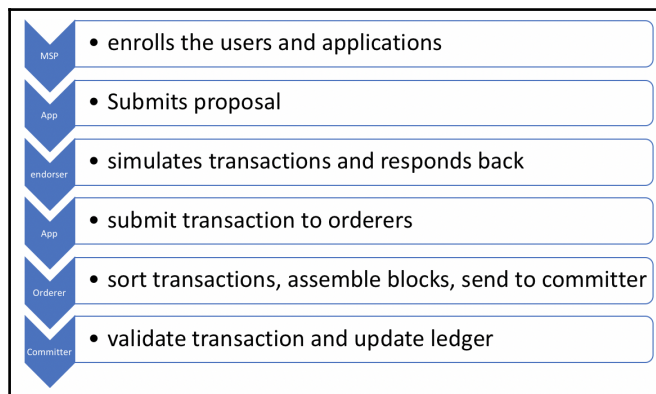 MSP
• enrolls the users and applications
App
• Submits proposal
endorser
• simulates transactions and responds back
App
• submit transaction to orderers
Orderer
• sort transactions, assemble blocks, send to committer
Committer
• validate transaction and update ledger